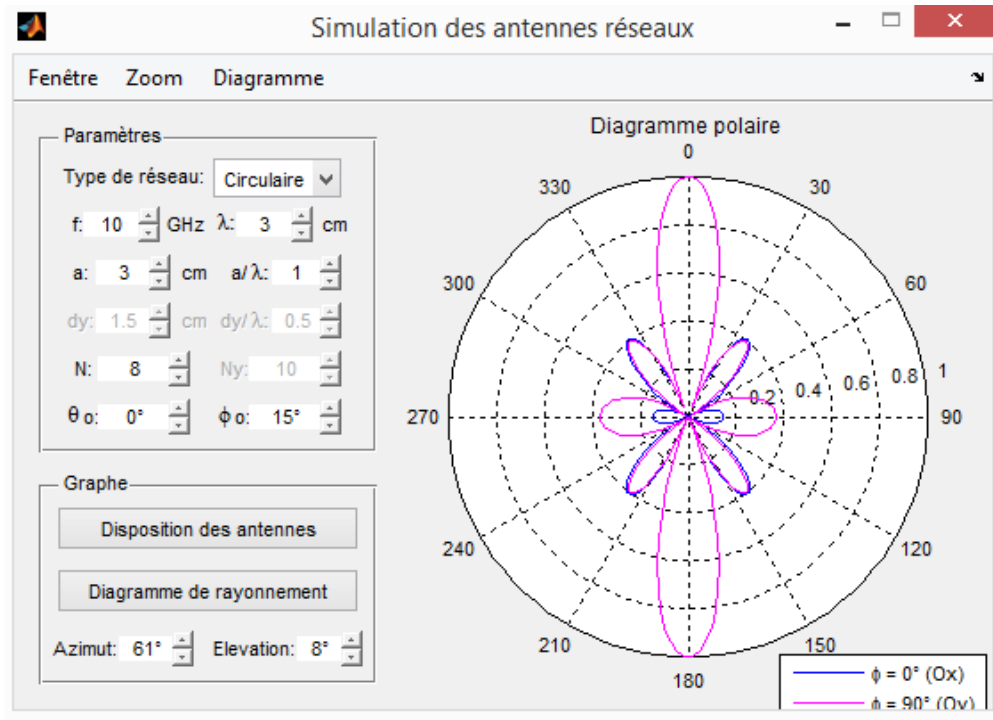 Simulation des antennes réseaux
Fenêtre Zoom Diagramme
Paramètres
Type de réseau: Circulaire
f: 10 GHz λ: 3 cm
a: 3 cm a/λ: 1
dy: 1.5 cm dy/λ: 0.5
N: 8 Ny: 10
θo: 0° ϕo: 15°
Graphe
Disposition des antennes
Diagramme de rayonnement
Azimut: 61° Elevation: 8°
Diagramme polaire
0
330 30
300 60
0.2 0.4 0.6 0.8 1
270 90
240 120
210 150
180
ϕ = 0° (Ox)
ϕ = 90° (Oy)